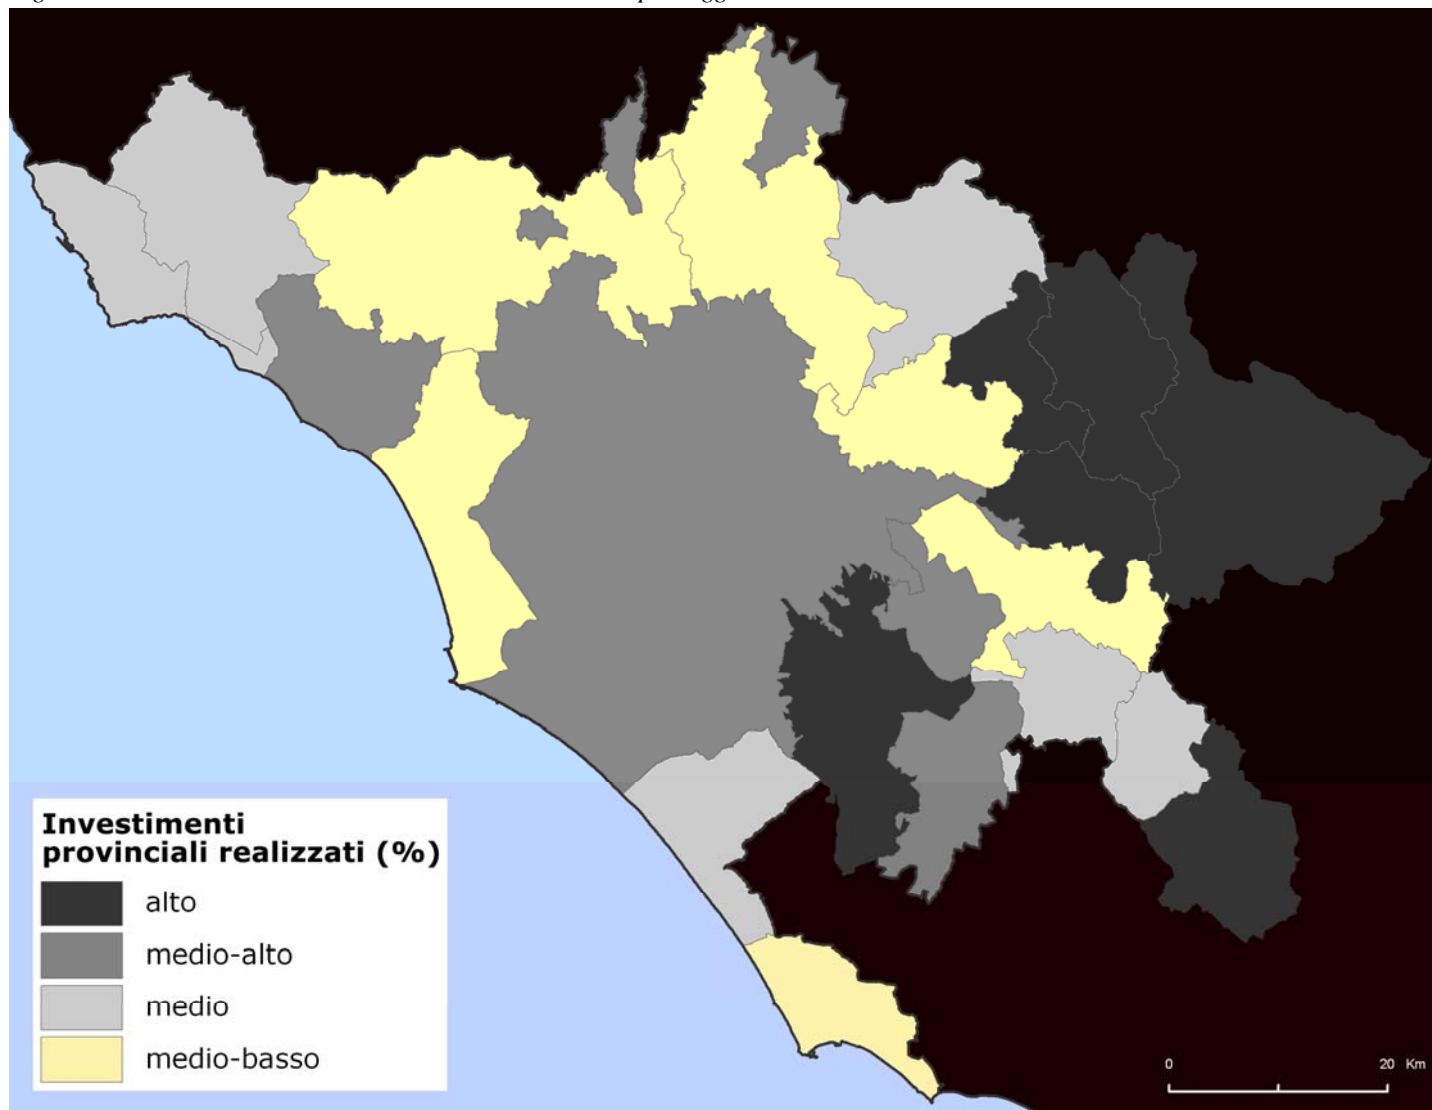 Investimenti
provinciali realizzati (%)
alto
medio-alto
medio
medio-basso
0 20 Km